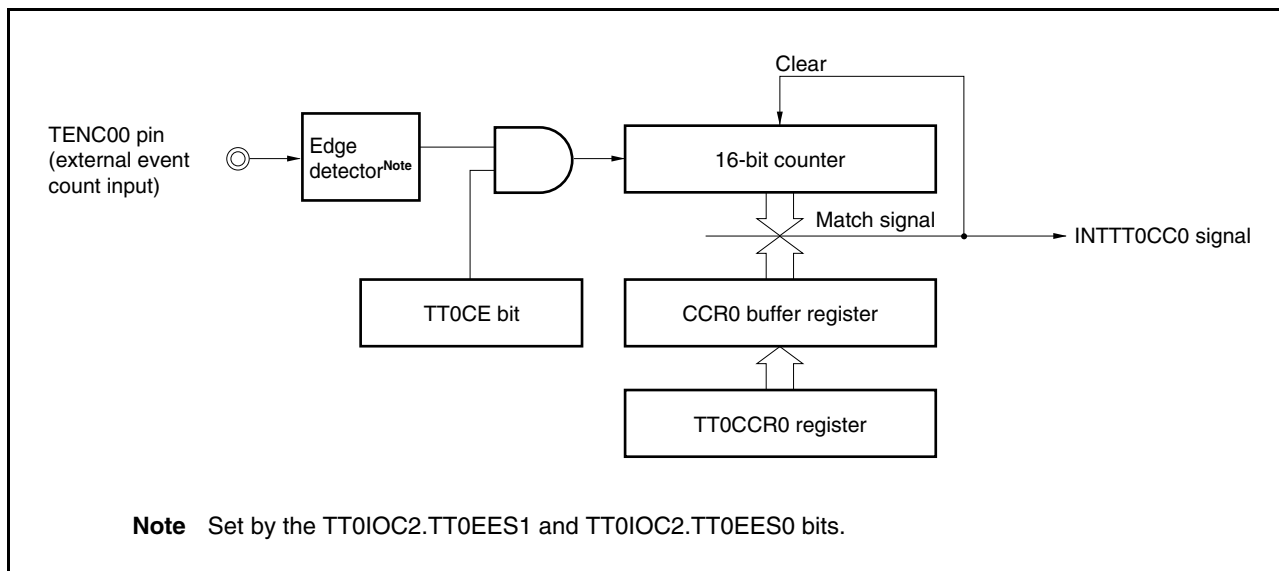 Clear
TENC00 pin
(external event
count input)
Edge
detectorNote
16-bit counter
Match signal
INTTT0CC0 signal
TT0CE bit
CCR0 buffer register
TT0CCR0 register
Note Set by the TT0IOC2.TT0EES1 and TT0IOC2.TT0EES0 bits.